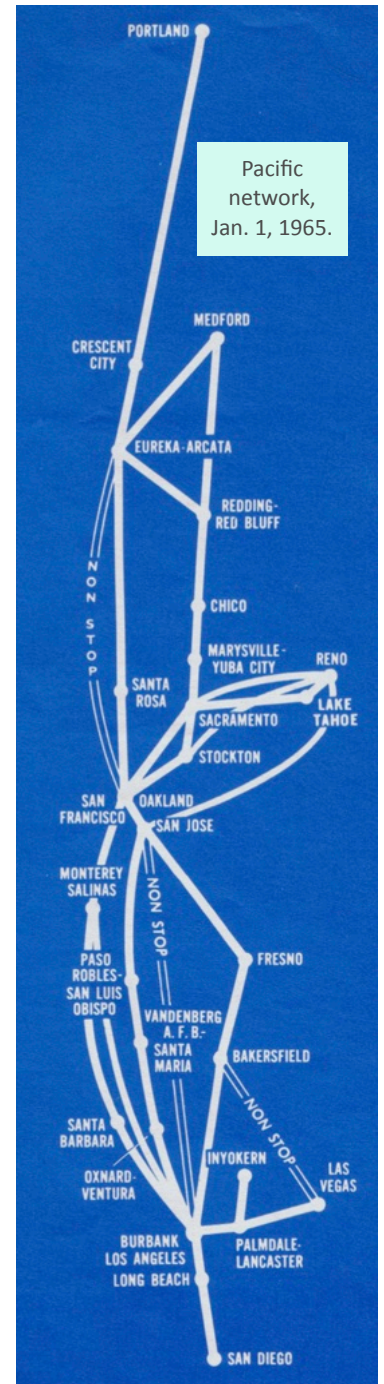 PORTLAND
Pacific
network,
Jan. 1, 1965.
MEDFORD
CRESCENT
CITY
EUREKA-ARCATA
REDDING-
RED BLUFF
NON STOP
CHICO
MARYSVILLE-
YUBA CITY
RENO
SANTA
ROSA
LAKE
TAHOE
SACRAMENTO
STOCKTON
SAN
FRANCISCO
OAKLAND
SAN JOSE
MONTEREY
SALINAS
NON STOP
FRESNO
PASO
ROBLES-
SAN LUIS
OBISPO
VANDENBERG
A.F.B.-
SANTA
MARIA
BAKERSFIELD
NON STOP
SANTA
BARBARA
OXNARD-
VENTURA
INYOKERN
LAS
VEGAS
BURBANK
LOS ANGELES
PALMDALE-
LANCASTER
LONG BEACH
SAN DIEGO